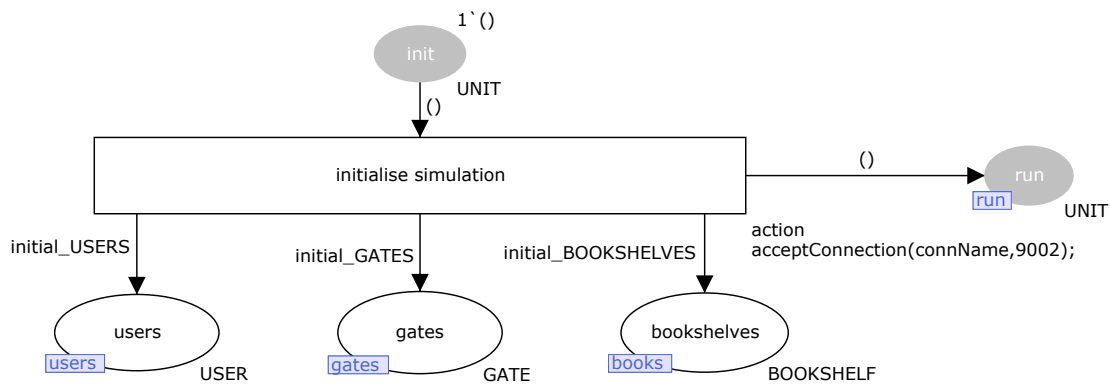 1`()
init
UNIT
()
initialise simulation
()
run
run
UNIT
action
acceptConnection(connName,9002);
initial_USERS
initial_GATES
initial_BOOKSHELVES
users
gates
bookshelves
users
gates
books
USER
GATE
BOOKSHELF